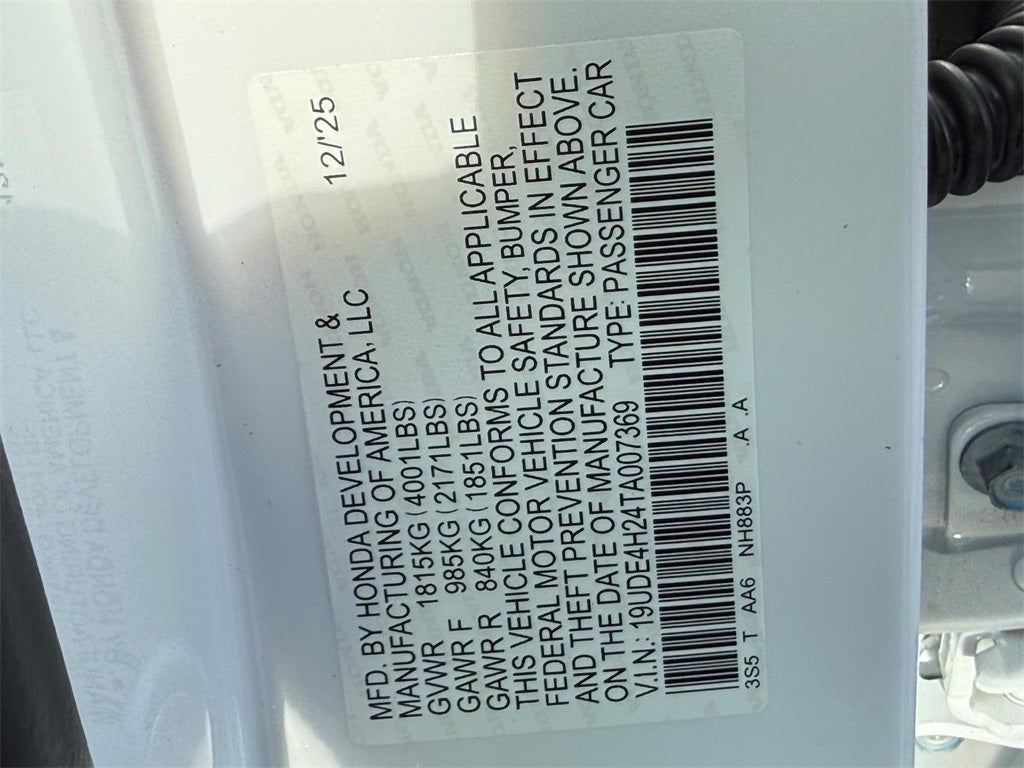 MFD. BY HONDA DEVELOPMENT & 12/'25
MANUFACTURING OF AMERICA, LLC
GVWR 1815KG (4001LBS)
GAWR F 985KG (2171LBS)
GAWR R 840KG (1851LBS)
THIS VEHICLE CONFORMS TO ALL APPLICABLE
FEDERAL MOTOR VEHICLE SAFETY, BUMPER,
AND THEFT PREVENTION STANDARDS IN EFFECT
ON THE DATE OF MANUFACTURE SHOWN ABOVE.
V.I.N.: 19UDE4H24TA007369 TYPE: PASSENGER CAR
3S5 T AA6 NH883P .A .A